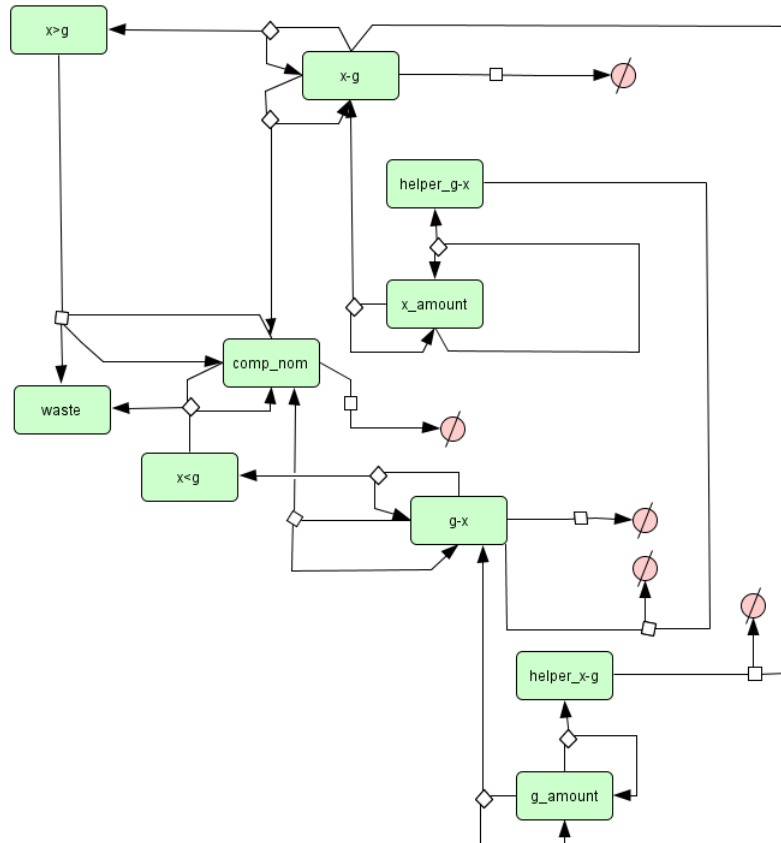 x>g
x-g
helper_g-x
x_amount
comp_nom
waste
x<g
g-x
helper_x-g
g_amount